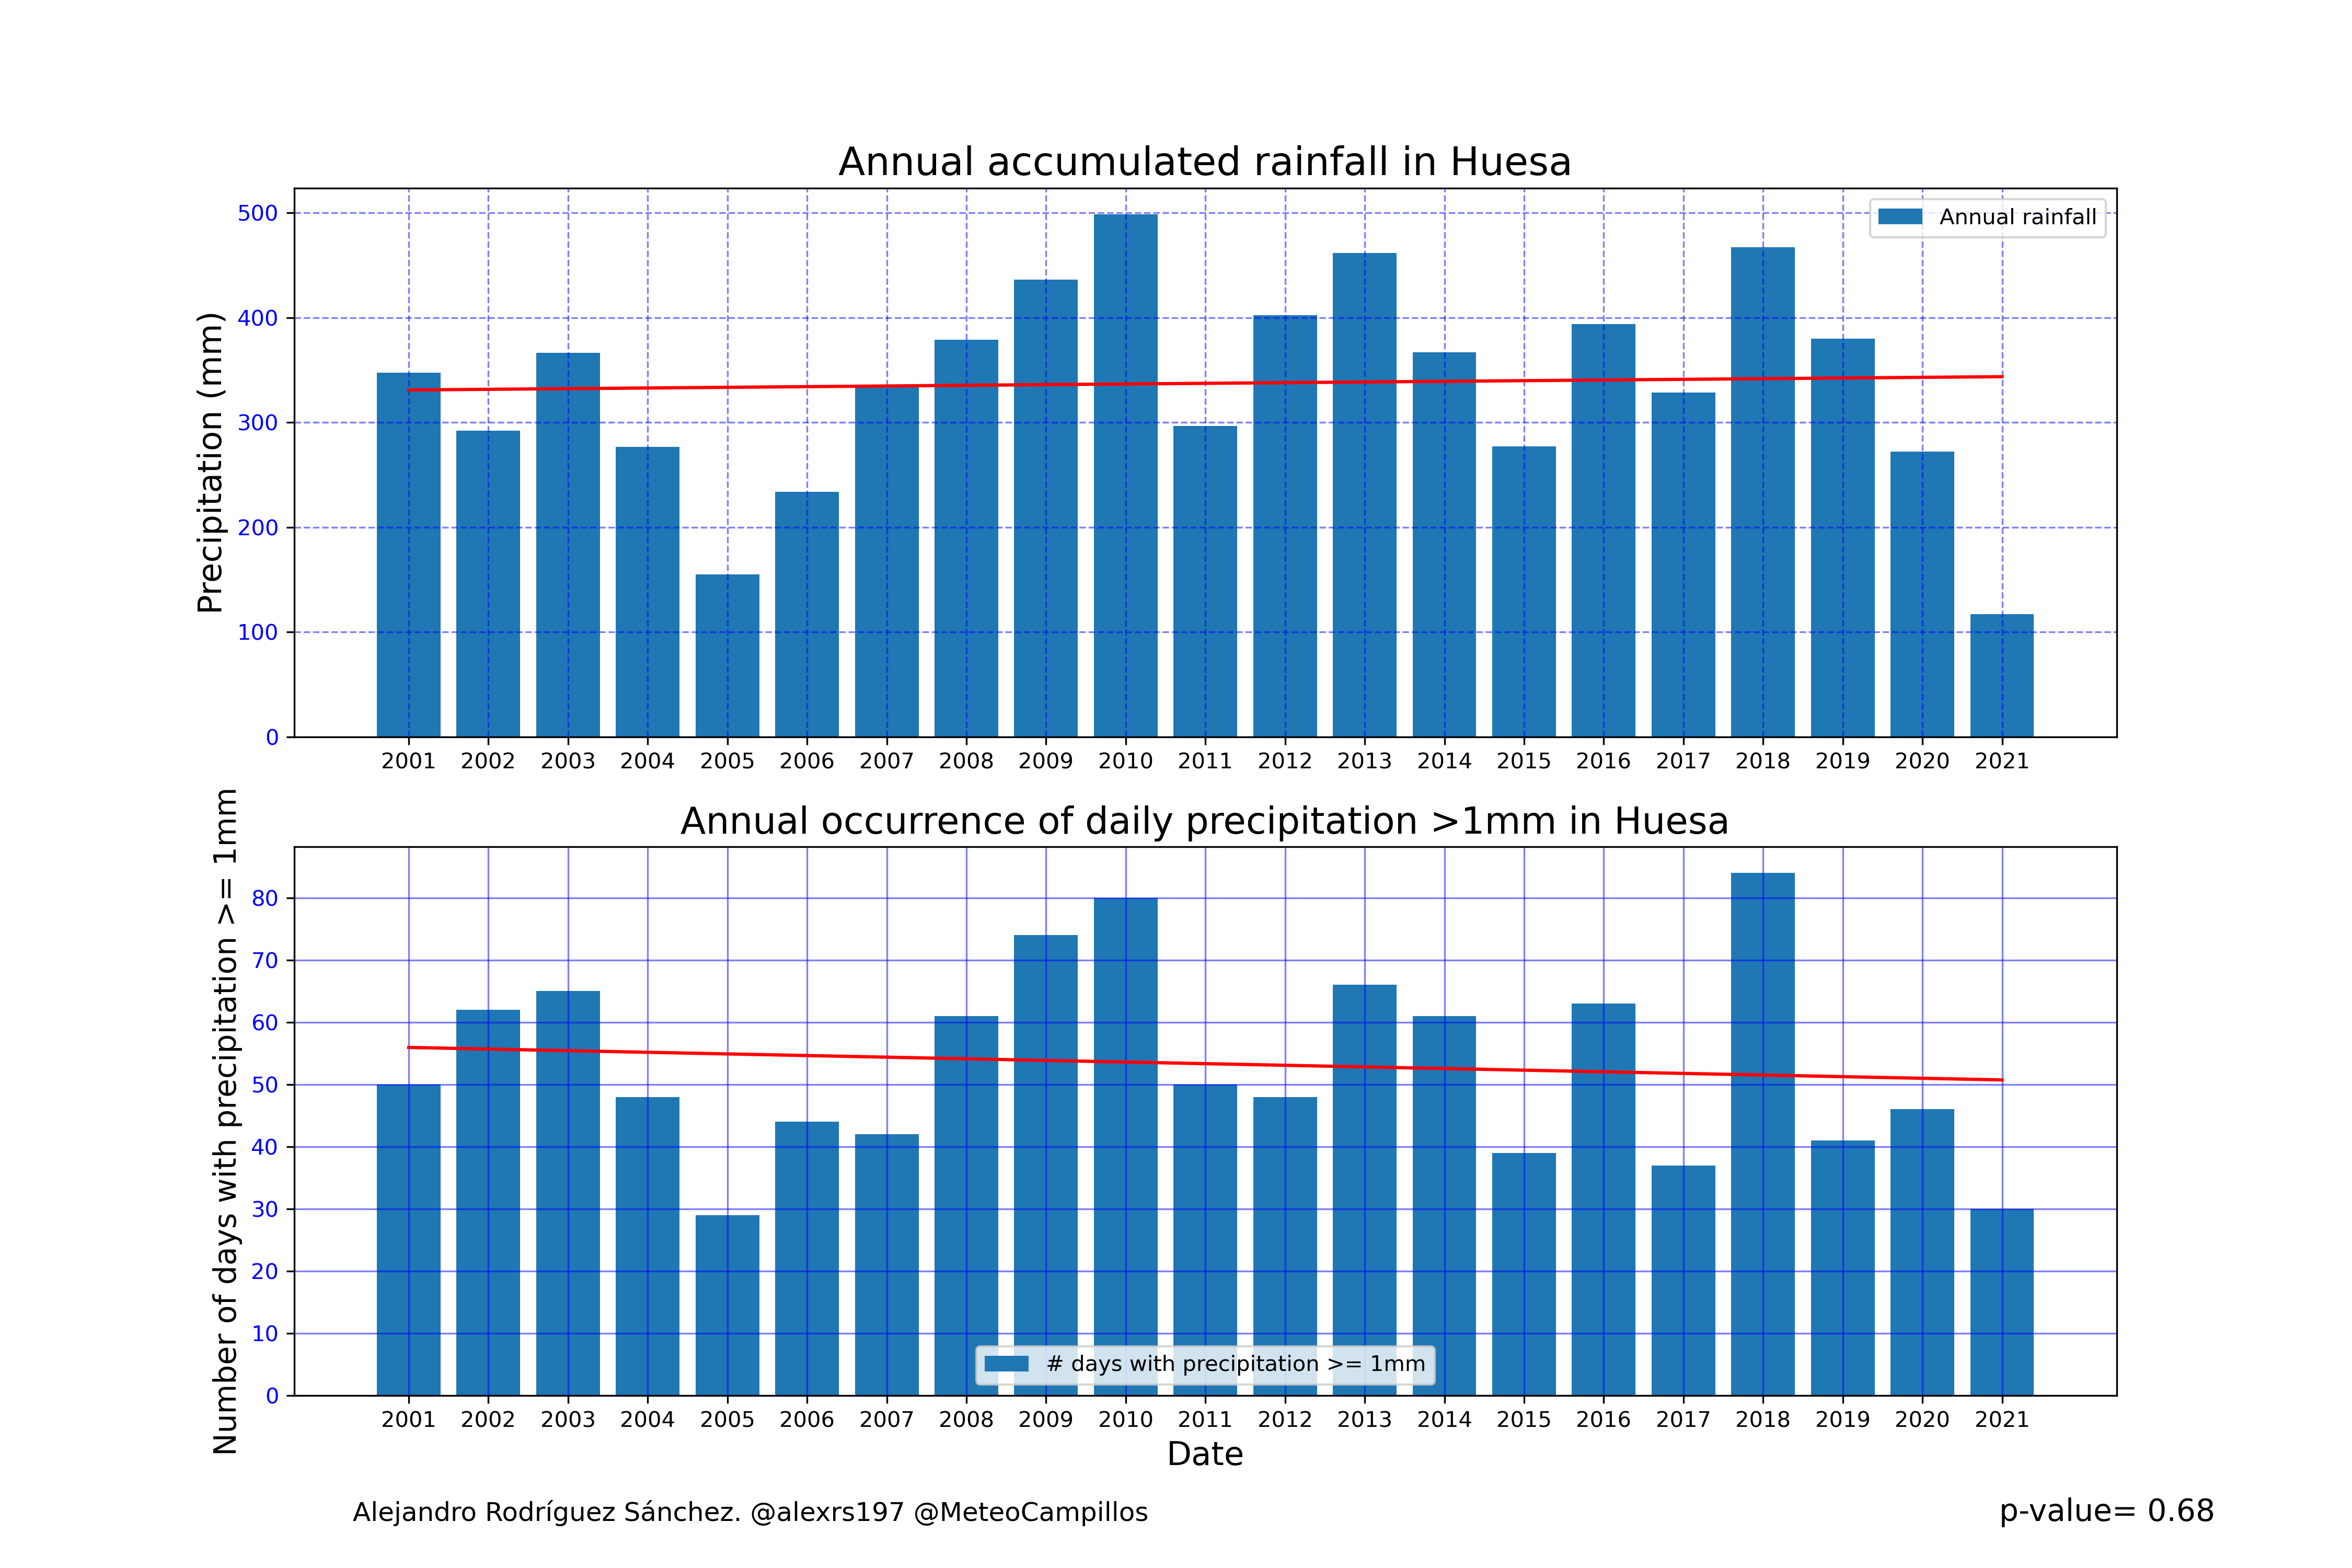 Annual accumulated rainfall in Huesa
Precipitation (mm)
500
400
300
200
100
0
Annual rainfall
2001 2002 2003 2004 2005 2006 2007 2008 2009 2010 2011 2012 2013 2014 2015 2016 2017 2018 2019 2020 2021
Annual occurrence of daily precipitation >1mm in Huesa
Number of days with precipitation >= 1mm
80
70
60
50
40
30
20
10
0
# days with precipitation >= 1mm
2001 2002 2003 2004 2005 2006 2007 2008 2009 2010 2011 2012 2013 2014 2015 2016 2017 2018 2019 2020 2021
Date
Alejandro Rodríguez Sánchez. @alexrs197 @MeteoCampillos
p-value= 0.68